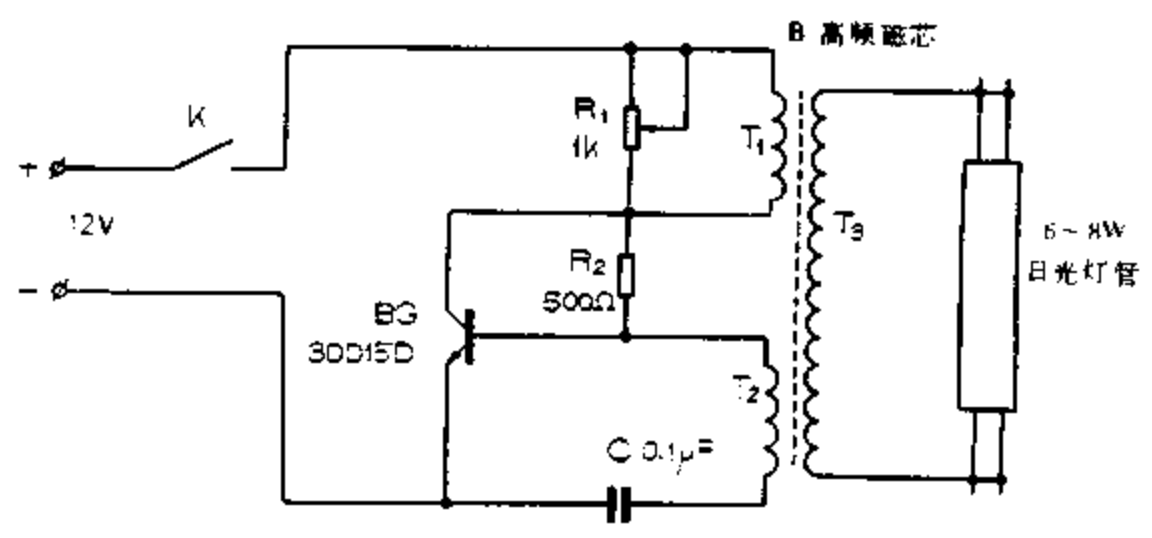 B 高频磁芯
K
R₁
1k
T₁
+
12V
T₃
6~8W
日光灯管
R₂
500Ω
-
BG
3DD15D
T₂
C 0.1μF